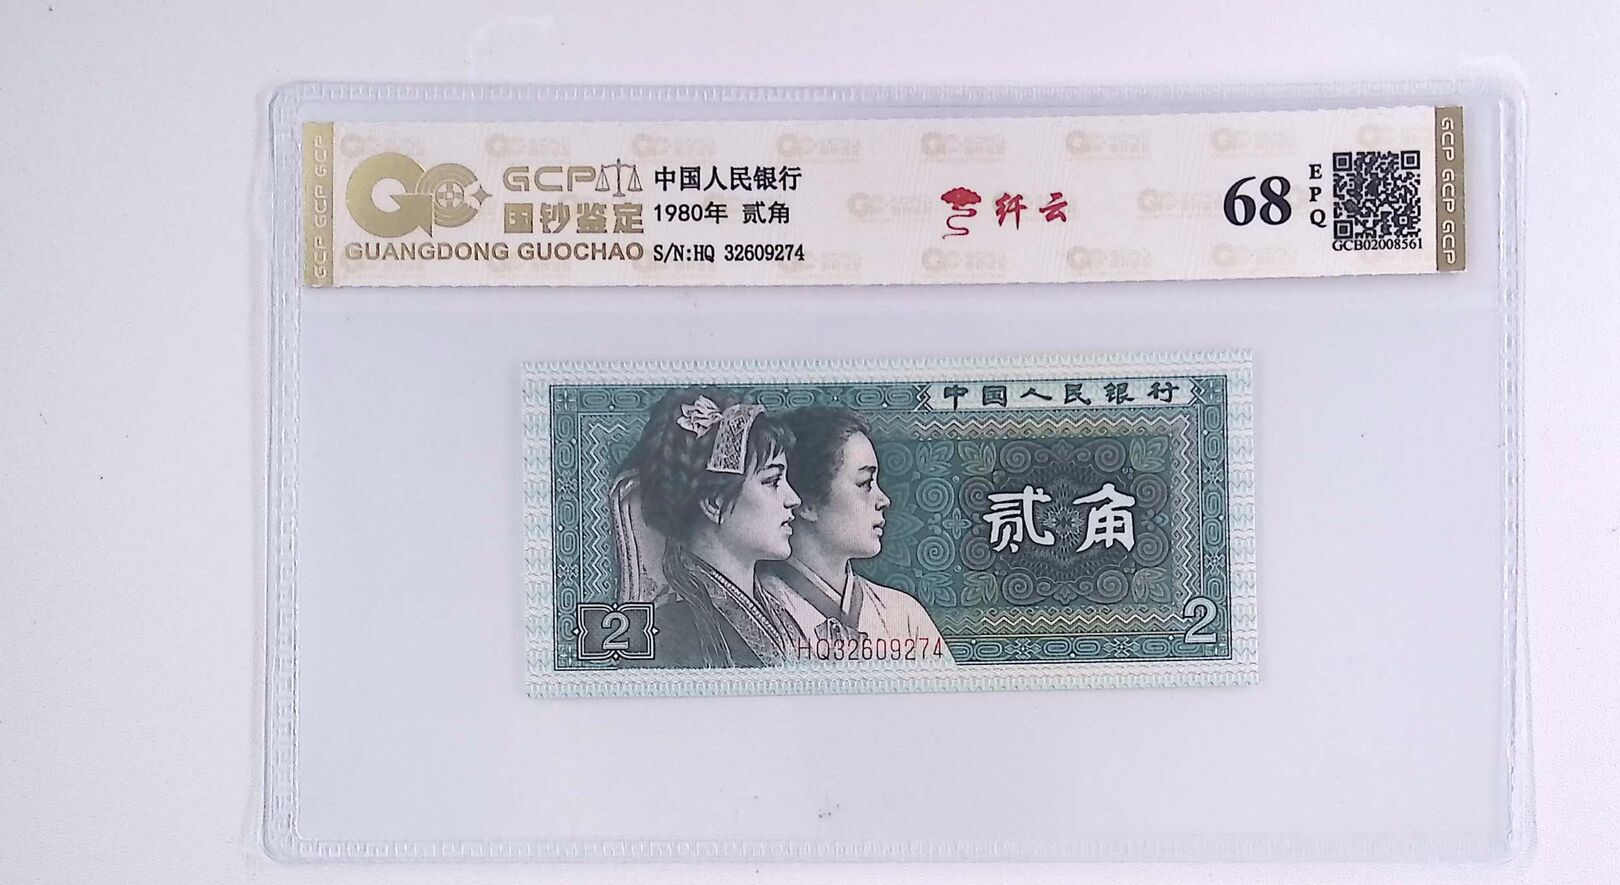 GCP 中国人民银行
国钞鉴定 1980年 贰角
GUANGDONG GUOCHAO S/N:HQ 32609274
纤云
68
EPQ
GCB02008561
GCP GCP GCP
GCP GCP GCP
中国人民银行
贰角
2
2
HQ32609274